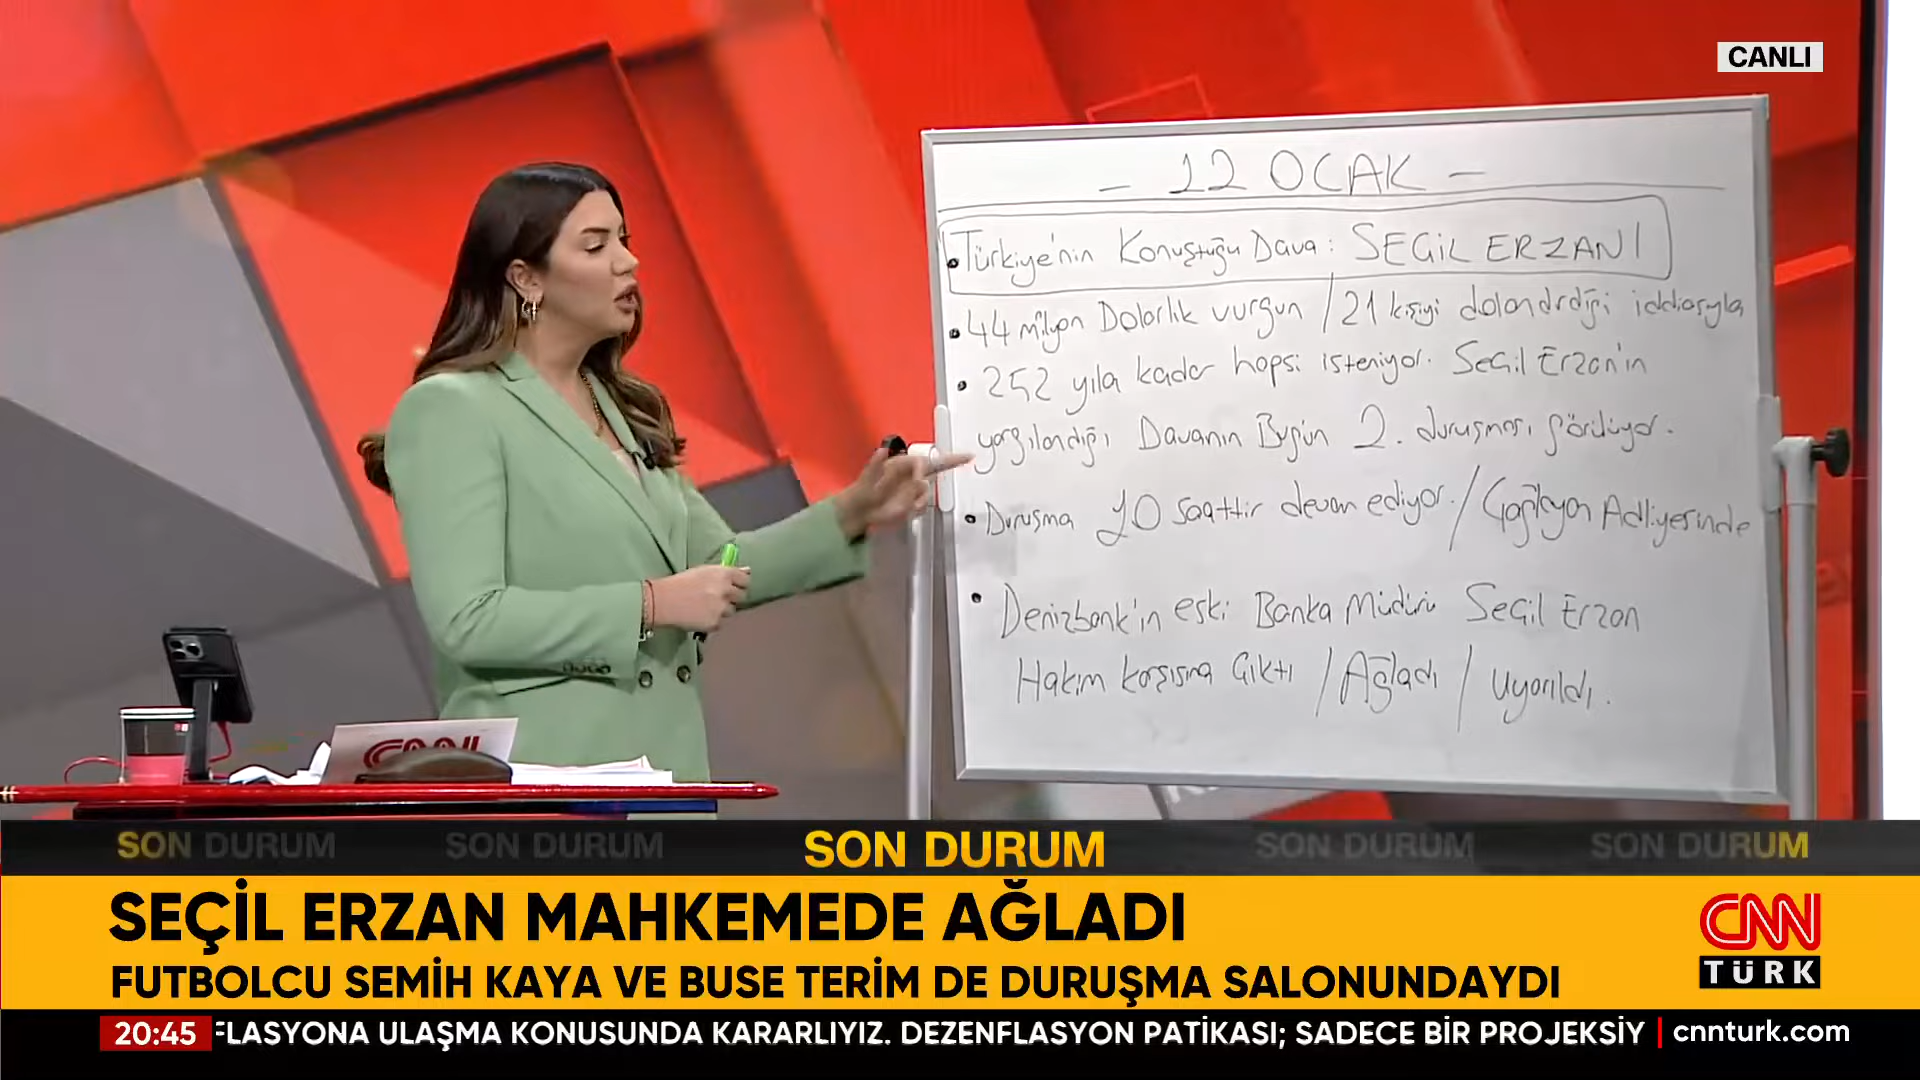 CANLI
- 12 OCAK -
• Türkiye'nin Konuştuğu Dava: SEÇİL ERZAN!
• 44 milyon Dolarlık vurgun / 21 kişiyi dolandırdığı iddiasıyla
• 252 yıla kadar hapsi isteniyor. Seçil Erzan'ın
yargılandığı Davanın Bugün 2. duruşması görülüyor.
• Duruşma 10 saattir devam ediyor. / Çağlayan Adliyesinde
• Denizbank'ın eski Banka Müdürü Seçil Erzan
Hakim karşısına Çıktı / Ağladı / Uyarıldı.
CNN
SON DURUM SON DURUM SON DURUM SON DURUM SON DURUM
SEÇİL ERZAN MAHKEMEDE AĞLADI
FUTBOLCU SEMİH KAYA VE BUSE TERİM DE DURUŞMA SALONUNDAYDI
CNN
TÜRK
20:45 FLASYONA ULAŞMA KONUSUNDA KARARLIYIZ. DEZENFLASYON PATİKASI; SADECE BİR PROJEKSİY | cnnturk.com